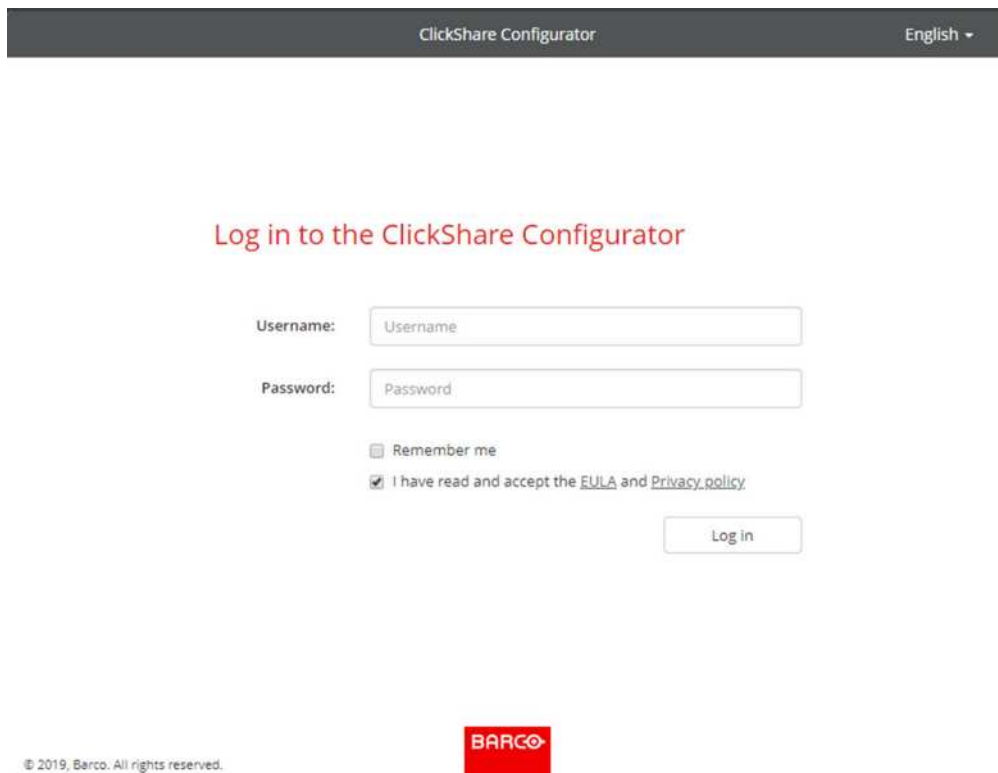 ClickShare Configurator
English
Log in to the ClickShare Configurator
Username:
Username
Password:
Password
Remember me
I have read and accept the EULA and Privacy policy
Log in
BARCO
© 2019, Barco. All rights reserved.